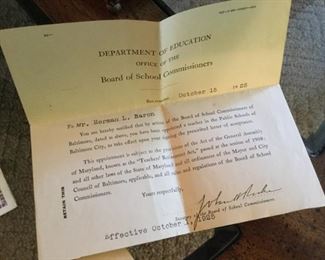 DEPARTMENT OF EDUCATION
OFFICE OF THE
Board of School Commissioners
October 15 1925
To Mr. Herman L. Baron
You are hereby notified that by action of the Board of School Commissioners of
Baltimore, dated as above, you have been appointed a teacher in the Public Schools of
Baltimore City, to take effect upon your signing the prescribed letter of acceptance.
This appointment is subject to the provisions of the Act of the General Assembly
of Maryland, known as the "Teachers' Retirement Act," passed at the session of
and all other laws of the State of Maryland and all ordinances of the Mayor and City
Council of Baltimore, applicable, and all rules and regulations of the Board of School
Commissioners.
Yours respectfully,
RETAIN THIS
Secretary of the Board of School Commissioners.
Effective October 1, 1925